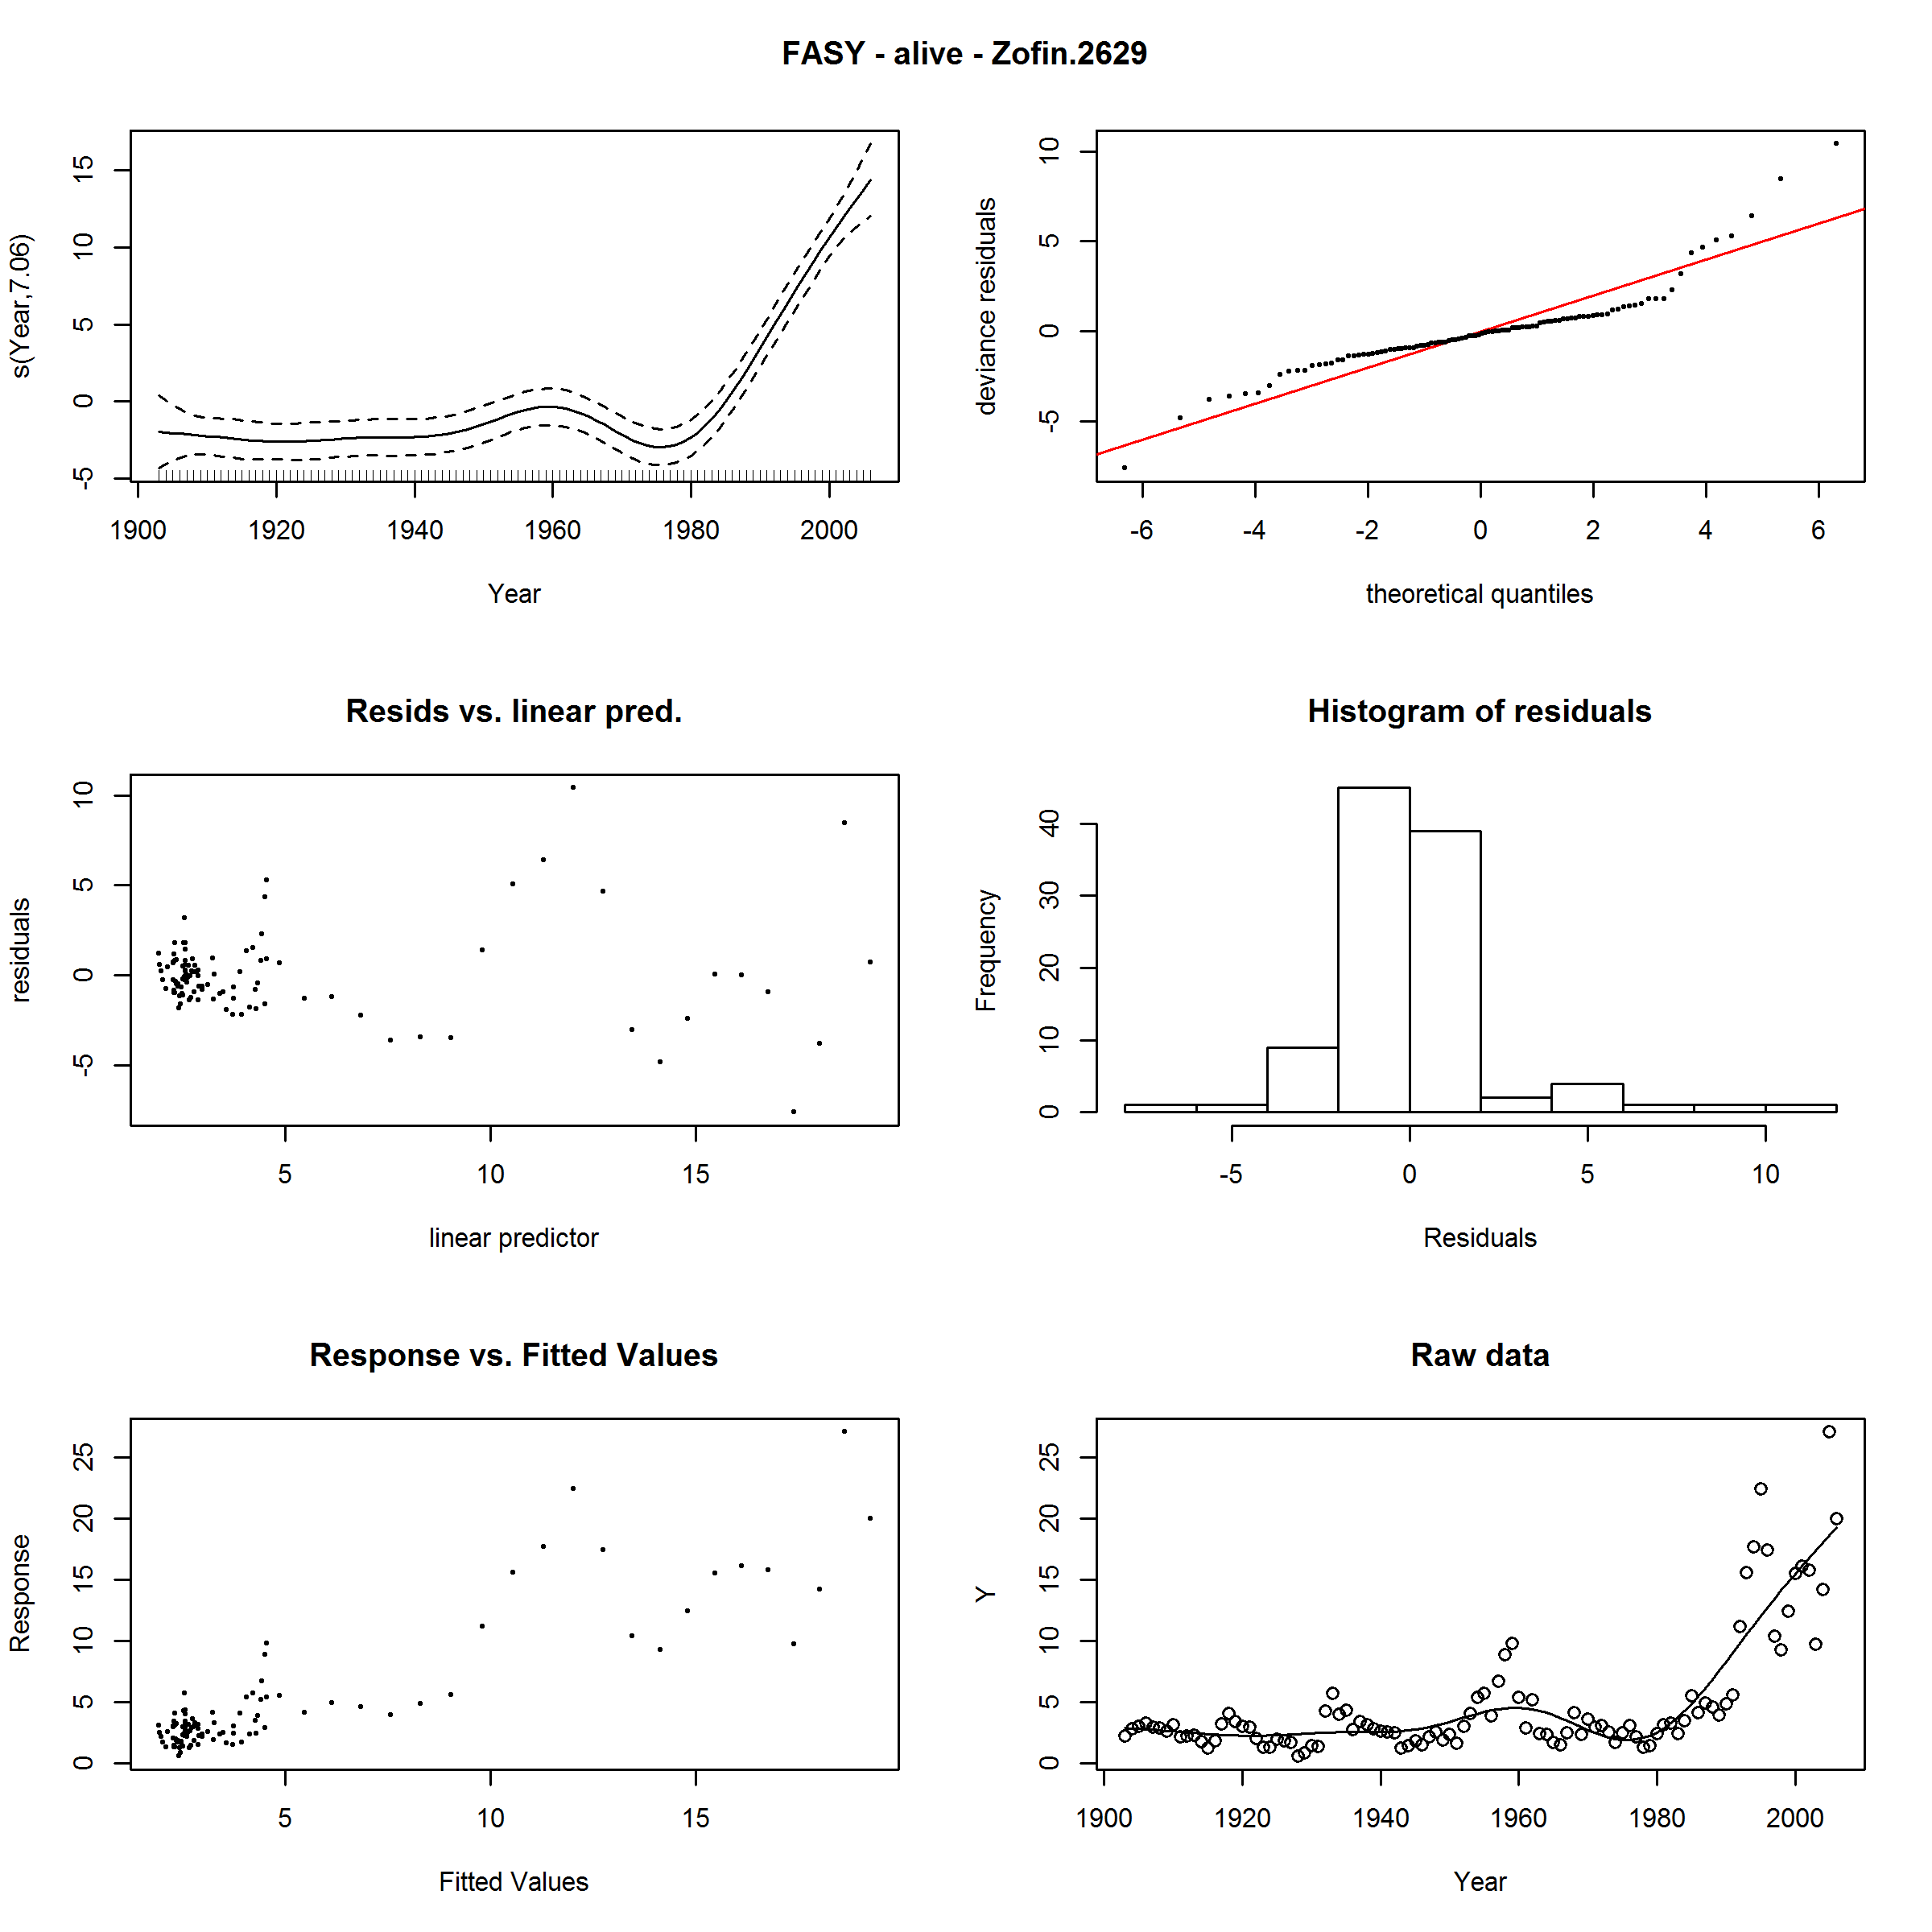 FASY - alive - Zofin.2629
s(Year,7.06)
15
10
5
0
-5
1900 1920 1940 1960 1980 2000
Year
deviance residuals
10
5
0
-5
-6 -4 -2 0 2 4 6
theoretical quantiles
Resids vs. linear pred.
residuals
10
5
0
-5
5 10 15
linear predictor
Histogram of residuals
Frequency
40
30
20
10
0
-5 0 5 10
Residuals
Response vs. Fitted Values
Response
25
20
15
10
5
0
5 10 15
Fitted Values
Raw data
Y
25
20
15
10
5
0
1900 1920 1940 1960 1980 2000
Year